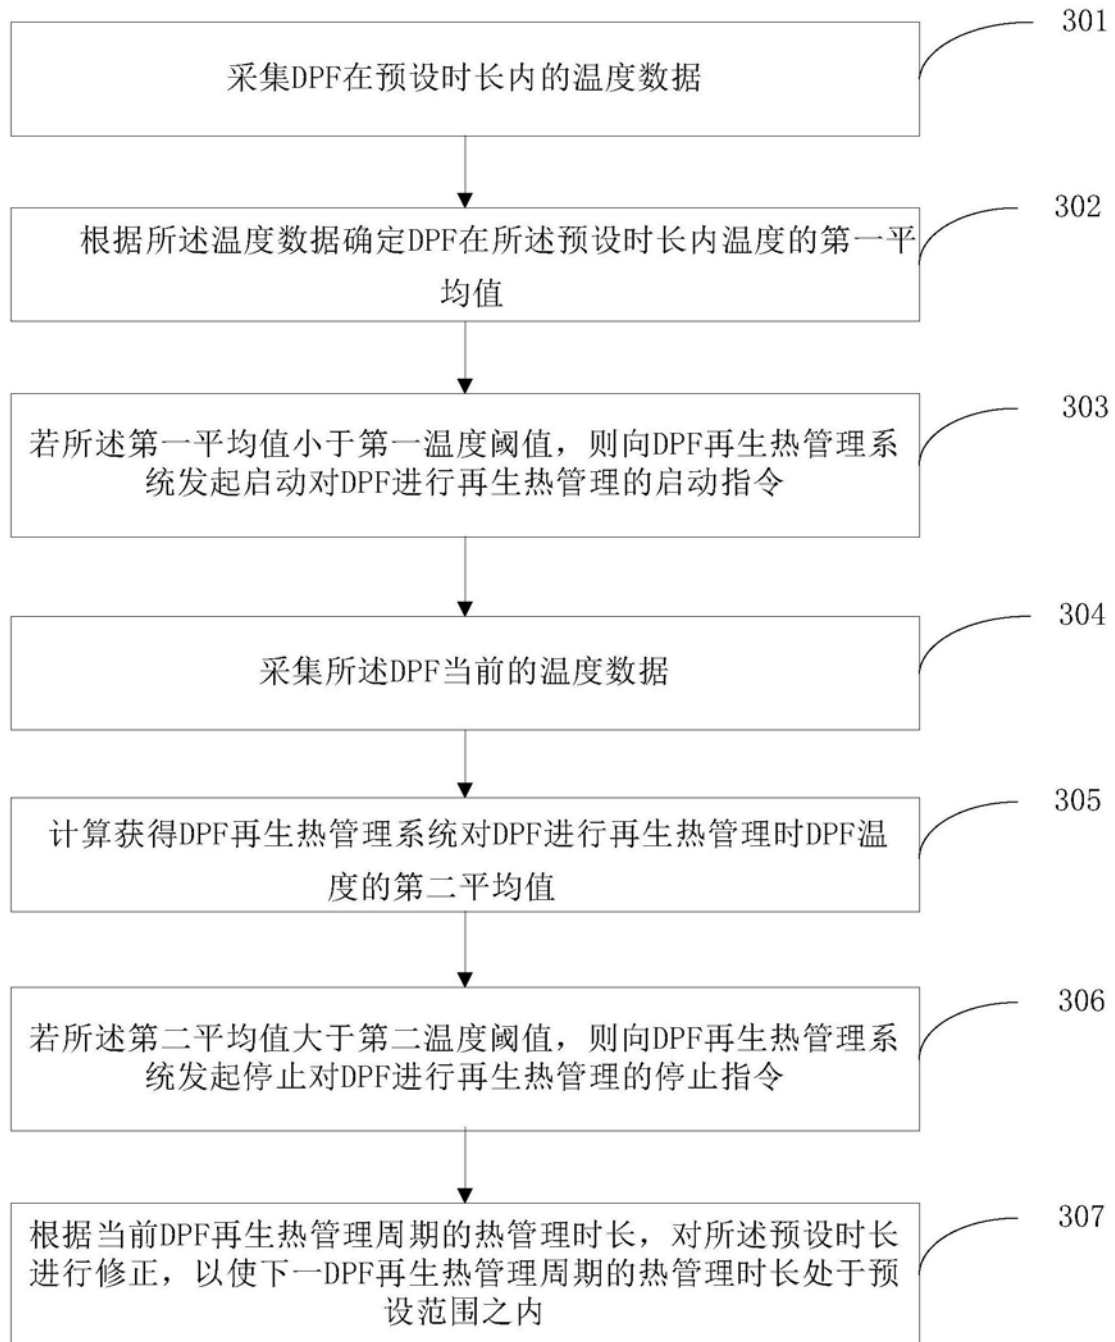 301
采集DPF在预设时长内的温度数据
302
根据所述温度数据确定DPF在所述预设时长内温度的第一平
均值
303
若所述第一平均值小于第一温度阈值，则向DPF再生热管理系
统发起启动对DPF进行再生热管理的启动指令
304
采集所述DPF当前的温度数据
305
计算获得DPF再生热管理系统对DPF进行再生热管理时DPF温
度的第二平均值
306
若所述第二平均值大于第二温度阈值，则向DPF再生热管理系
统发起停止对DPF进行再生热管理的停止指令
307
根据当前DPF再生热管理周期的热管理时长，对所述预设时长
进行修正，以使下一DPF再生热管理周期的热管理时长处于预
设范围之内